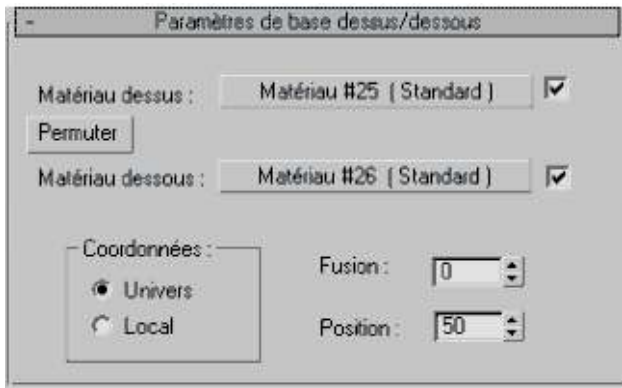 - Paramètres de base dessus/dessous
Matériau dessus : Matériau #25 ( Standard )
Permuter
Matériau dessous : Matériau #26 ( Standard )
Coordonnées :
Univers
Local
Fusion : 0
Position : 50